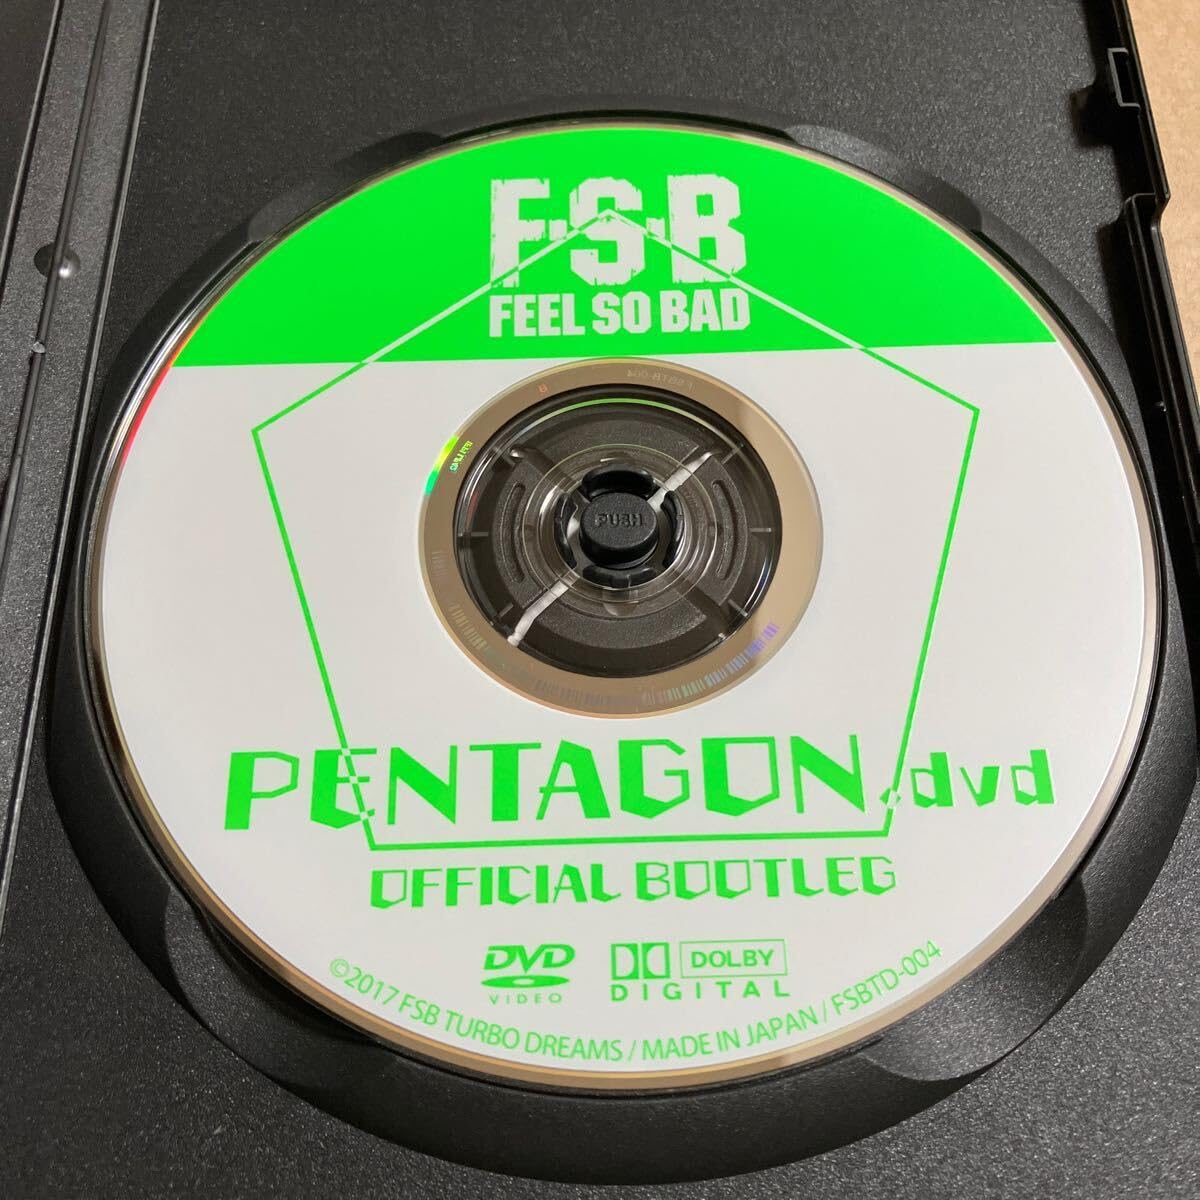 F·S·B
FEEL SO BAD
PUSH
PENTAGON.dvd
OFFICIAL BOOTLEG
DVD
VIDEO
DOLBY
DIGITAL
©2017 FSB TURBO DREAMS / MADE IN JAPAN / FSBTD-004